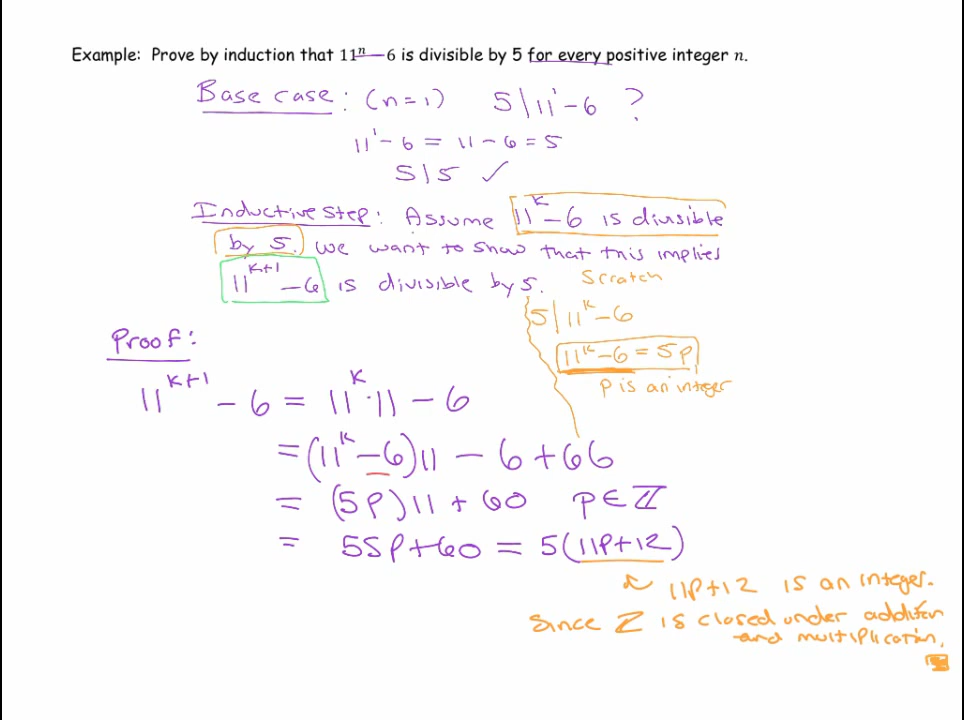 Example: Prove by induction that 11ⁿ − 6 is divisible by 5 for every positive integer n.
Base case: (n=1) 5|11¹-6 ?
11¹-6 = 11-6=5
5|5 ✓
Inductive Step: Assume 11ᵏ-6 is divisible
by 5. We want to show that this implies
11ᵏ⁺¹-6 is divisible by 5.
Scratch
5|11ᵏ-6
11ᵏ-6 = 5p
p is an integer
Proof:
11ᵏ⁺¹ - 6 = 11ᵏ·11 - 6
=(11ᵏ-6)11 - 6+66
= (5p)11 + 60 p∈ℤ
= 55p+60 = 5(11p+12)
↖ 11p+12 is an integer.
Since ℤ is closed under addition
and multiplication.